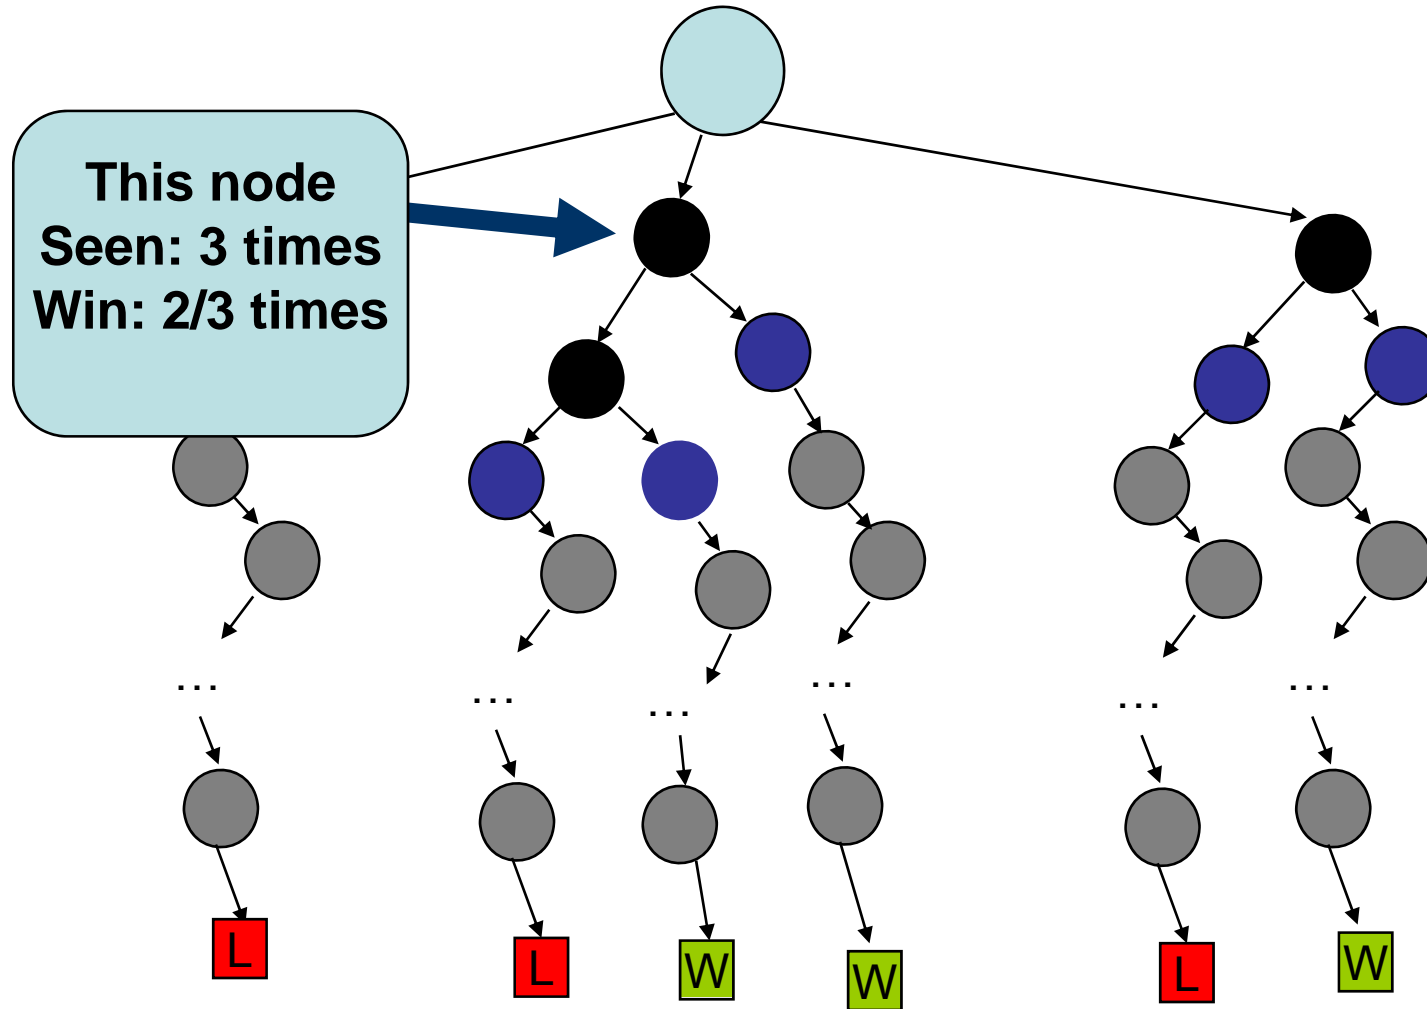 This node
Seen: 3 times
Win: 2/3 times
...
...
...
...
...
...
L
L
W
W
L
W